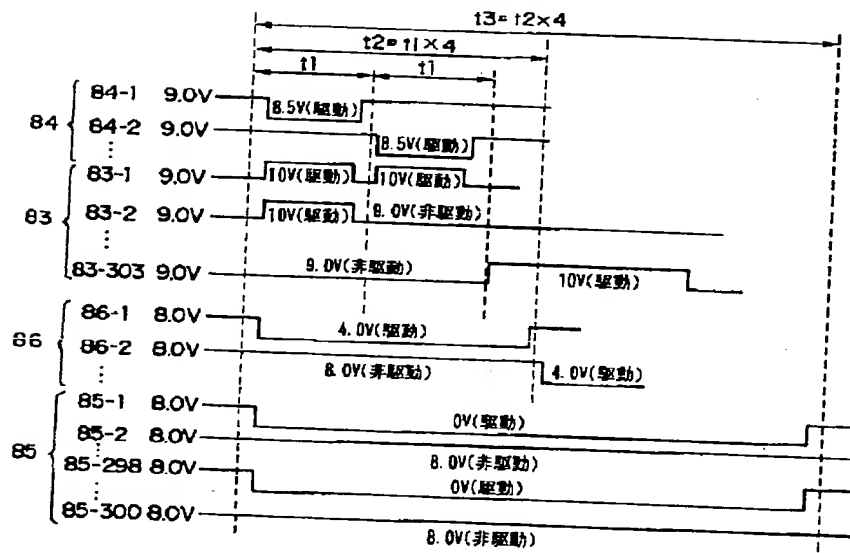 t3=t2×4
t2=t1×4
t1 t1
84
84-1 9.0V 8.5V(駆動)
84-2 9.0V 8.5V(駆動)
⋮
83
83-1 9.0V 10V(駆動) 10V(駆動)
83-2 9.0V 10V(駆動) 9.0V(非駆動)
⋮
83-303 9.0V 9.0V(非駆動) 10V(駆動)
86
86-1 8.0V 4.0V(駆動)
86-2 8.0V 8.0V(非駆動) 4.0V(駆動)
⋮
85
85-1 8.0V 0V(駆動)
85-2 8.0V 8.0V(非駆動)
⋮
85-298 8.0V 0V(駆動)
⋮
85-300 8.0V 8.0V(非駆動)